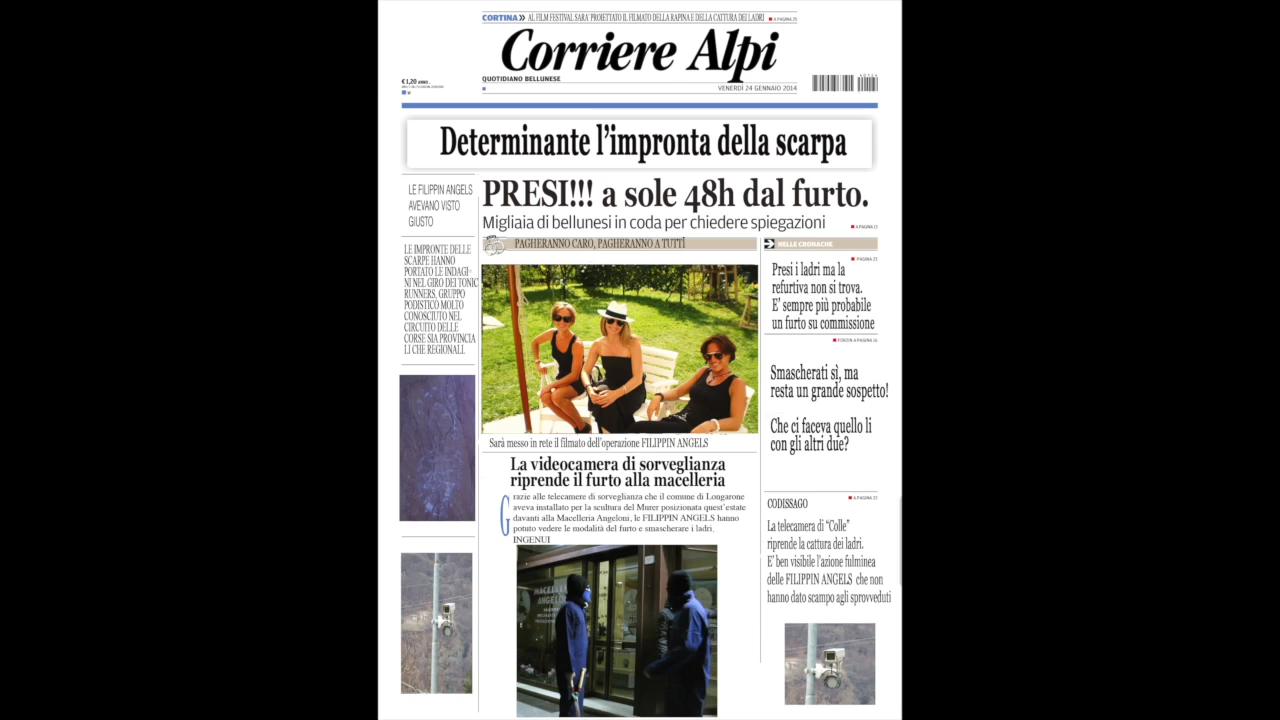 CORTINA » AL FILM FESTIVAL SARA' PROIETTATO IL FILMATO DELLA RAPINA E DELLA CATTURA DEI LADRI A PAGINA 25
Corriere Alpi
€ 1,20 ANNO
QUOTIDIANO BELLUNESE
VENERDÌ 24 GENNAIO 2014
Determinante l'impronta della scarpa
PRESI!!! a sole 48h dal furto.
Migliaia di bellunesi in coda per chiedere spiegazioni
A PAGINA 13
LE FILIPPIN ANGELS
AVEVANO VISTO
GIUSTO
LE IMPRONTE DELLE
SCARPE HANNO
PORTATO LE INDAGI-
NI NEL GIRO DEI TONIC
RUNNERS, GRUPPO
PODISTICO MOLTO
CONOSCIUTO NEL
CIRCUITO DELLE
CORSE SIA PROVINCIA
LI CHE REGIONALI.
PAGHERANNO CARO, PAGHERANNO A TUTTÌ
Sarà messo in rete il filmato dell'operazione FILIPPIN ANGELS
La videocamera di sorveglianza
riprende il furto alla macelleria
Grazie alle telecamere di sorveglianza che il comune di Longarone
aveva installato per la scultura del Murer posizionata quest'estate
davanti alla Macelleria Angeloni, le FILIPPIN ANGELS hanno
potuto vedere le modalità del furto e smascherare i ladri.
INGENUI
NELLE CRONACHE
PAGINA 23
Presi i ladri ma la
refurtiva non si trova.
E' sempre più probabile
un furto su commissione
Smascherati sì, ma
resta un grande sospetto!
Che ci faceva quello li
con gli altri due?
A PAGINA 23
CODISSAGO
La telecamera di "Colle"
riprende la cattura dei ladri.
E' ben visibile l'azione fulminea
delle FILIPPIN ANGELS che non
hanno dato scampo agli sprovveduti